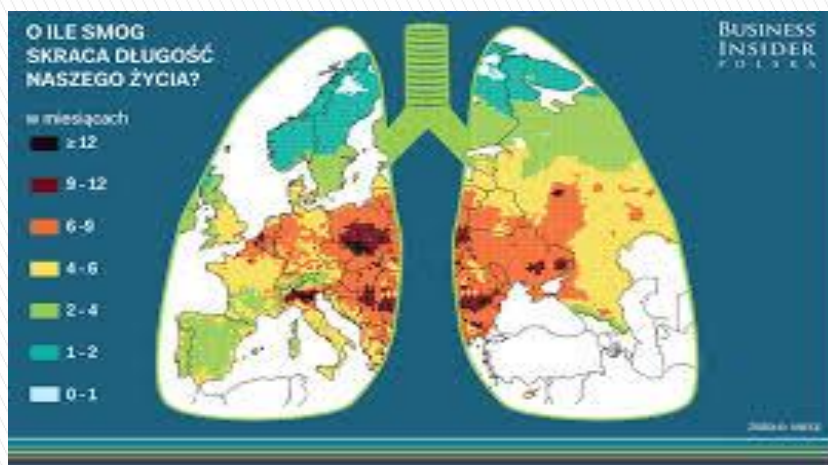 O ILE SMOG
SKRACA DŁUGOŚĆ
NASZEGO ŻYCIA?
BUSINESS
INSIDER
POLSKA
w miesiącach
≥ 12
9 - 12
6 - 9
4 - 6
2 - 4
1 - 2
0 - 1